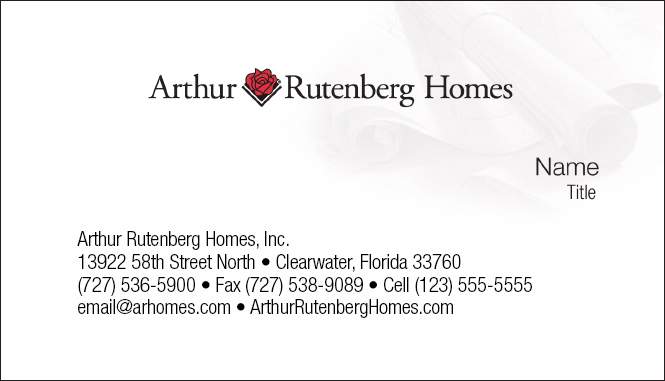 Arthur Rutenberg Homes
Name
Title
Arthur Rutenberg Homes, Inc.
13922 58th Street North • Clearwater, Florida 33760
(727) 536-5900 • Fax (727) 538-9089 • Cell (123) 555-5555
email@arhomes.com • ArthurRutenbergHomes.com